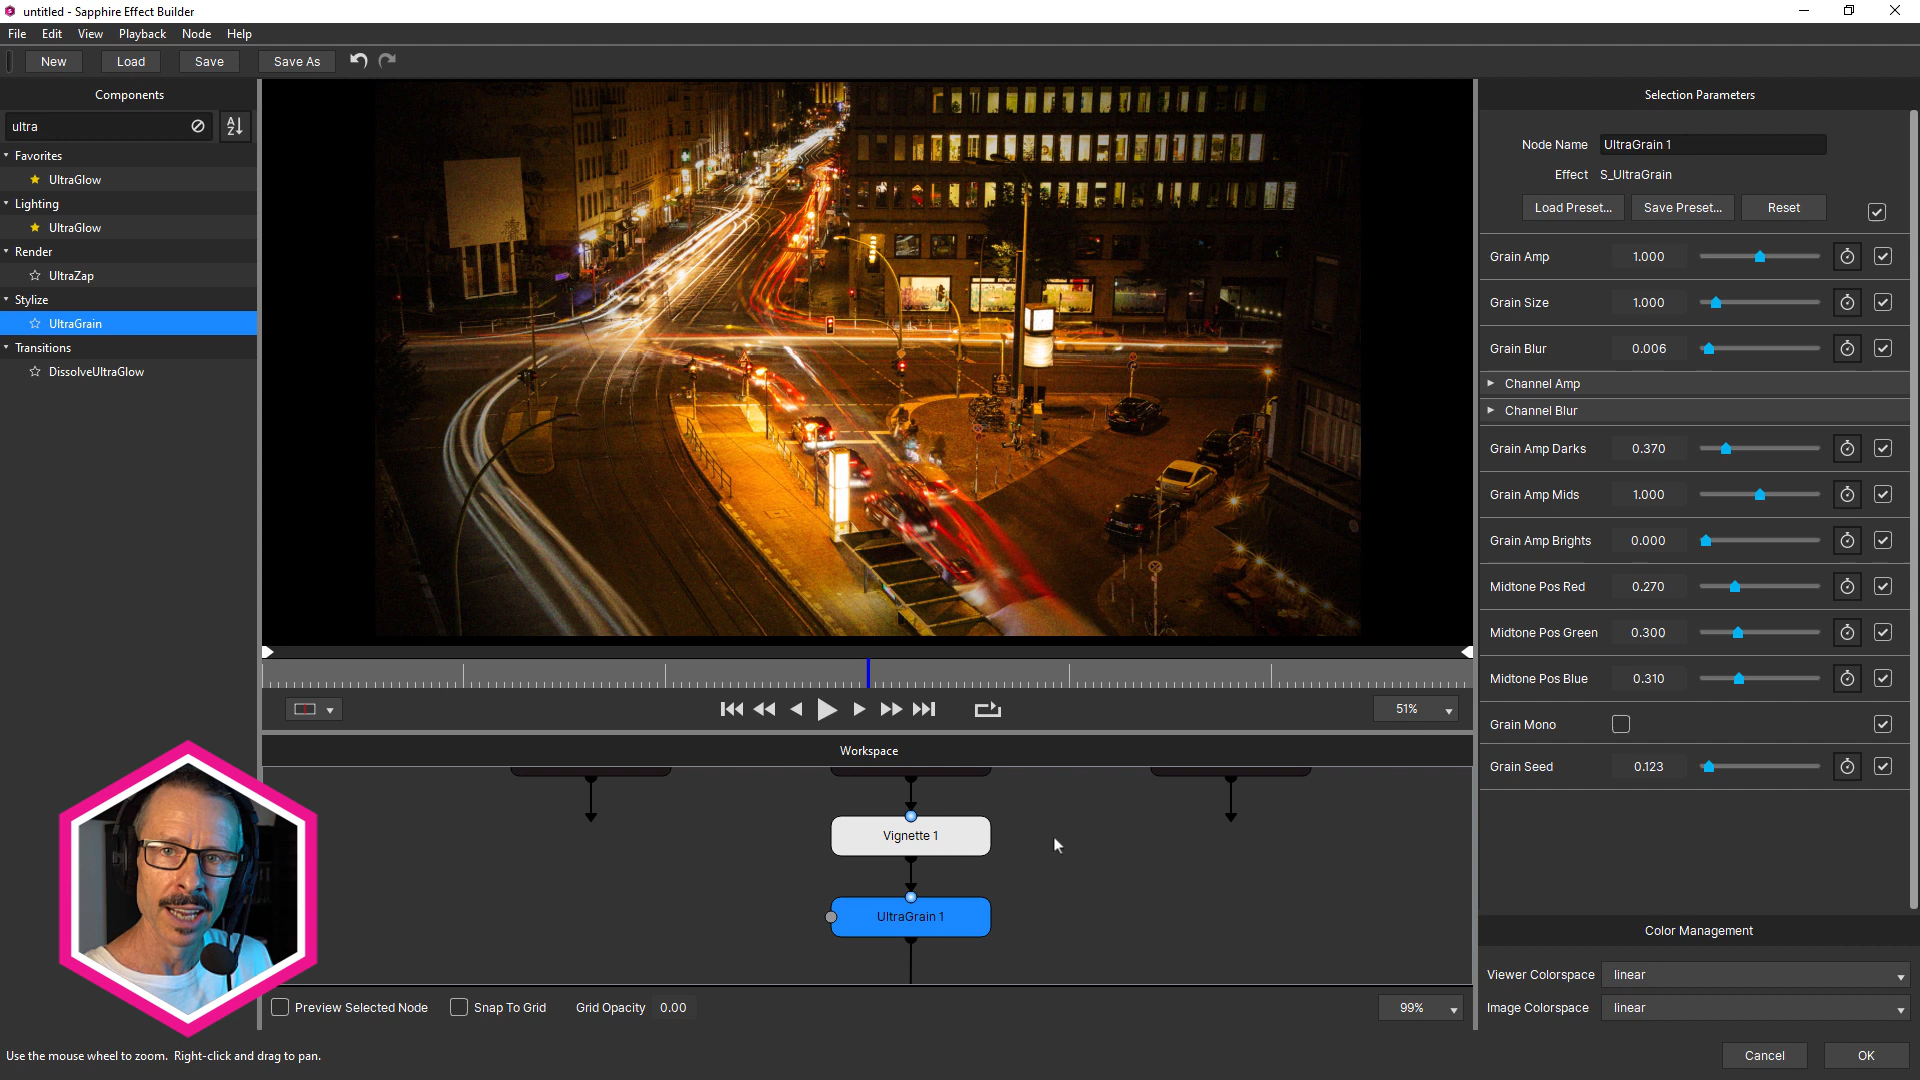 untitled - Sapphire Effect Builder
File Edit View Playback Node Help
New Load Save Save As
Components
ultra
Favorites
UltraGlow
Lighting
UltraGlow
Render
UltraZap
Stylize
UltraGrain
Transitions
DissolveUltraGlow
51%
Workspace
Vignette 1
UltraGrain 1
Preview Selected Node Snap To Grid Grid Opacity 0.00 99%
Selection Parameters
Node Name UltraGrain 1
Effect S_UltraGrain
Load Preset... Save Preset... Reset
Grain Amp 1.000
Grain Size 1.000
Grain Blur 0.006
Channel Amp
Channel Blur
Grain Amp Darks 0.370
Grain Amp Mids 1.000
Grain Amp Brights 0.000
Midtone Pos Red 0.270
Midtone Pos Green 0.300
Midtone Pos Blue 0.310
Grain Mono
Grain Seed 0.123
Color Management
Viewer Colorspace linear
Image Colorspace linear
Use the mouse wheel to zoom. Right-click and drag to pan.
Cancel OK